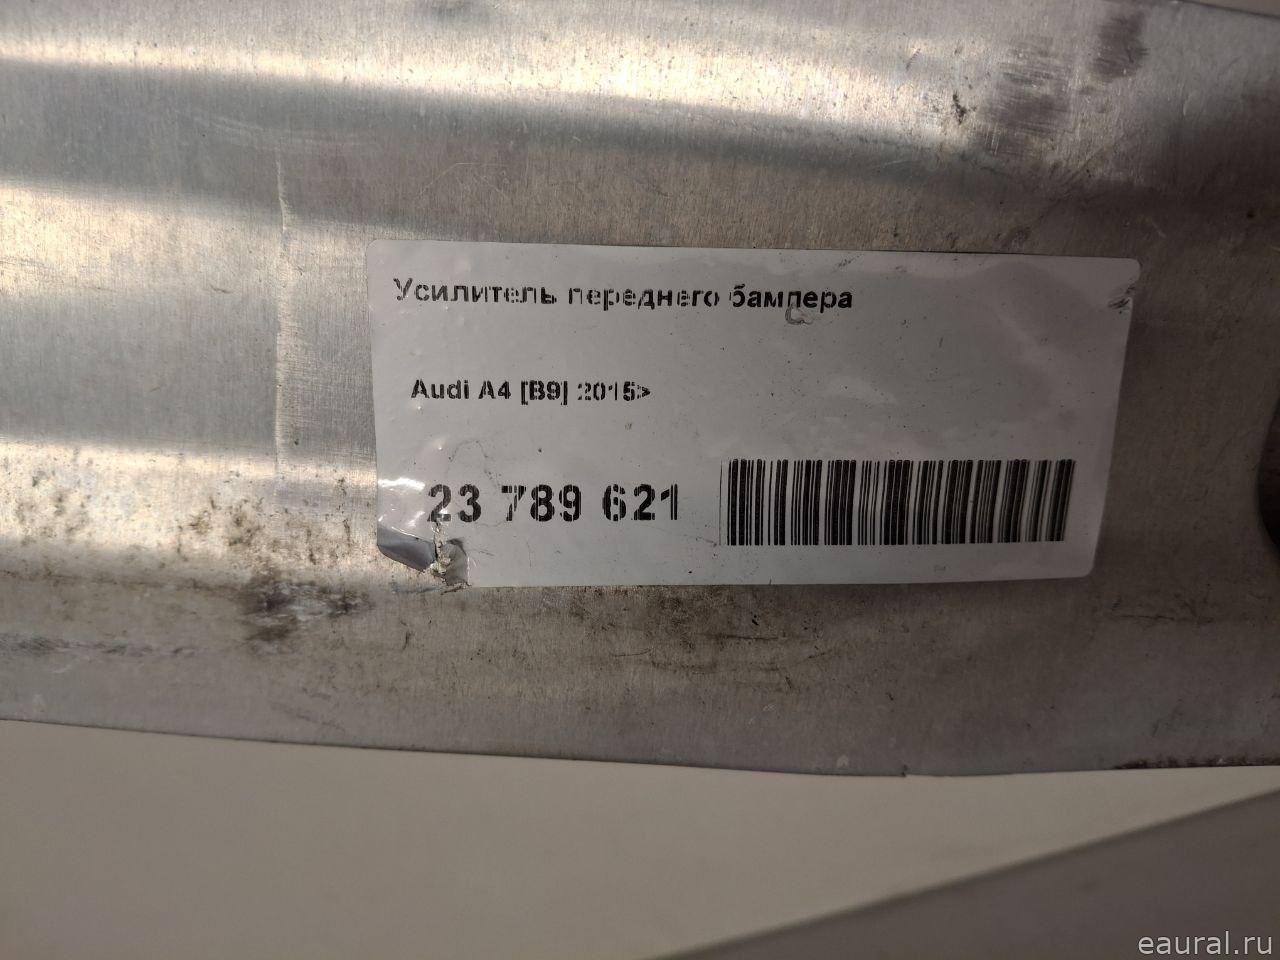 Усилитель переднего бампера
Audi A4 [B9] 2015>
23 789 621
eaural.ru